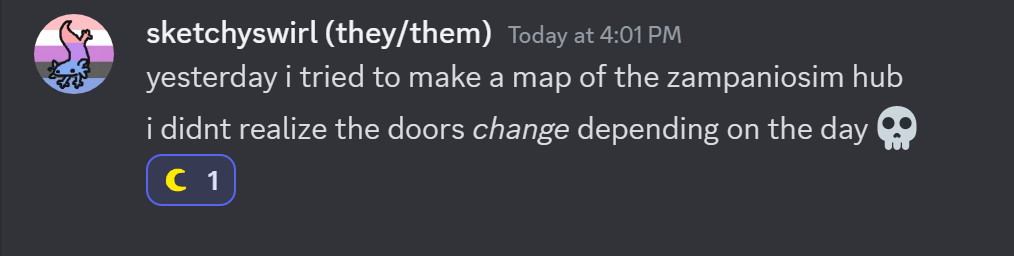 sketchyswirl (they/them) Today at 4:01 PM
yesterday i tried to make a map of the zampaniosim hub
i didnt realize the doors change depending on the day 💀
1